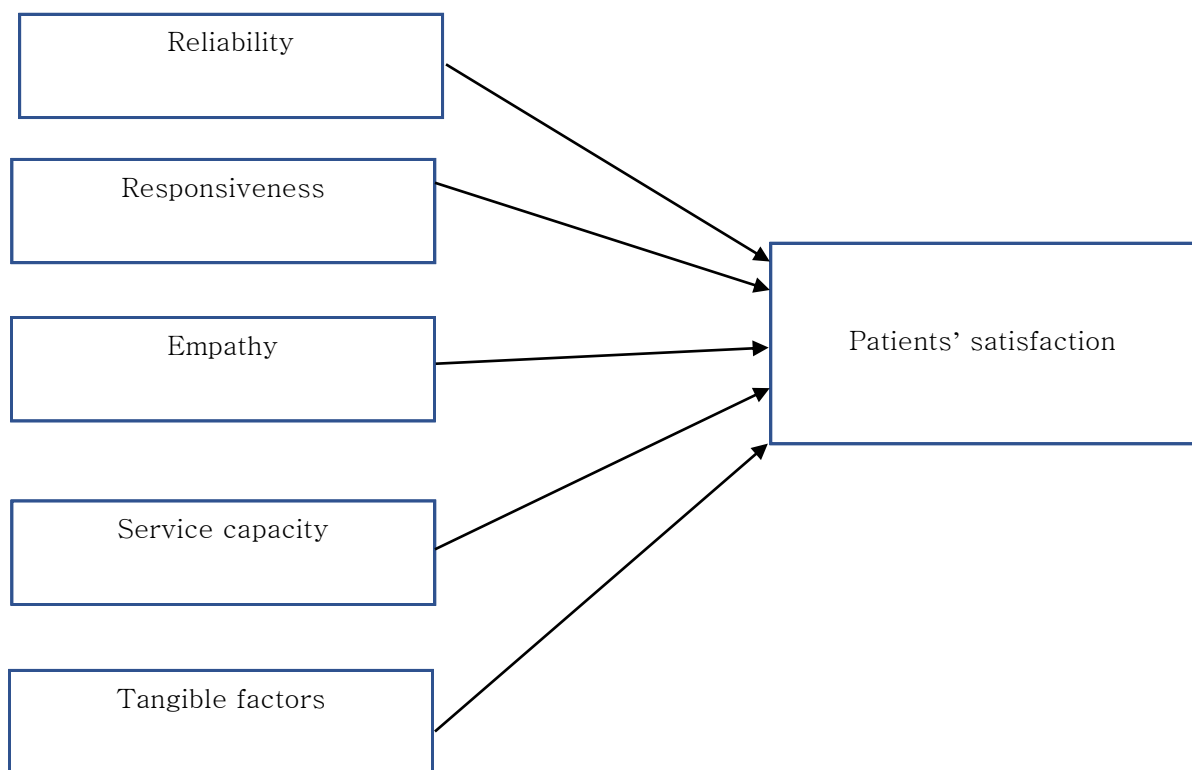 Reliability
Responsiveness
Empathy
Patients’ satisfaction
Service capacity
Tangible factors